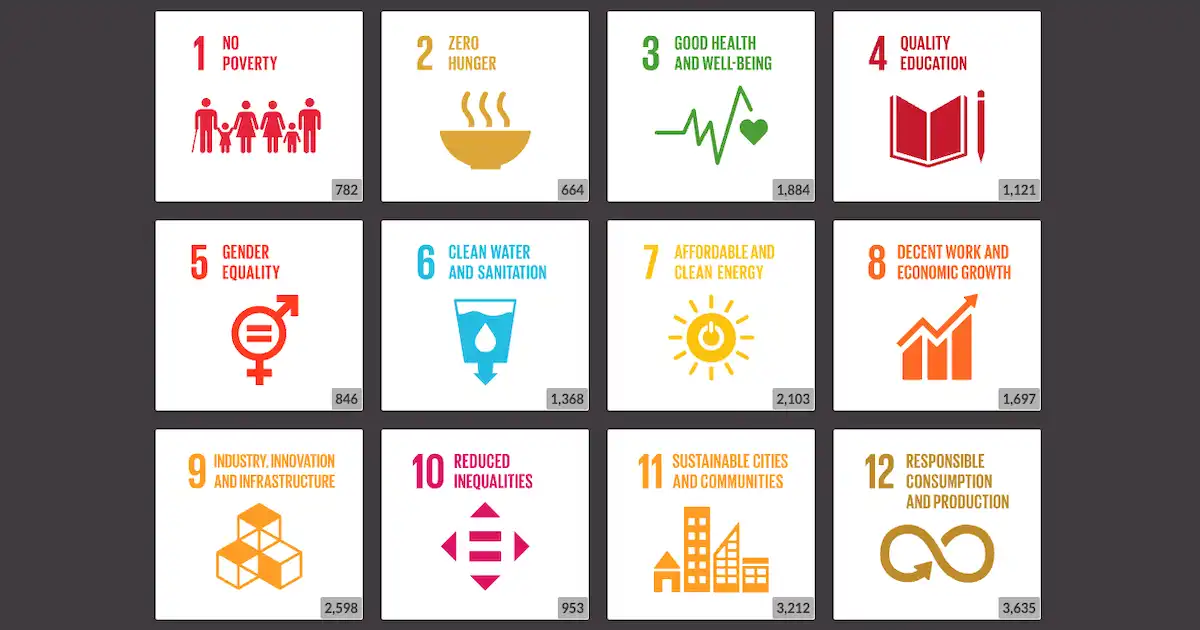 1 NO
POVERTY
782
2 ZERO
HUNGER
664
3 GOOD HEALTH
AND WELL-BEING
1,884
4 QUALITY
EDUCATION
1,121
5 GENDER
EQUALITY
846
6 CLEAN WATER
AND SANITATION
1,368
7 AFFORDABLE AND
CLEAN ENERGY
2,103
8 DECENT WORK AND
ECONOMIC GROWTH
1,697
9 INDUSTRY, INNOVATION
AND INFRASTRUCTURE
2,598
10 REDUCED
INEQUALITIES
953
11 SUSTAINABLE CITIES
AND COMMUNITIES
3,212
12 RESPONSIBLE
CONSUMPTION
AND PRODUCTION
3,635